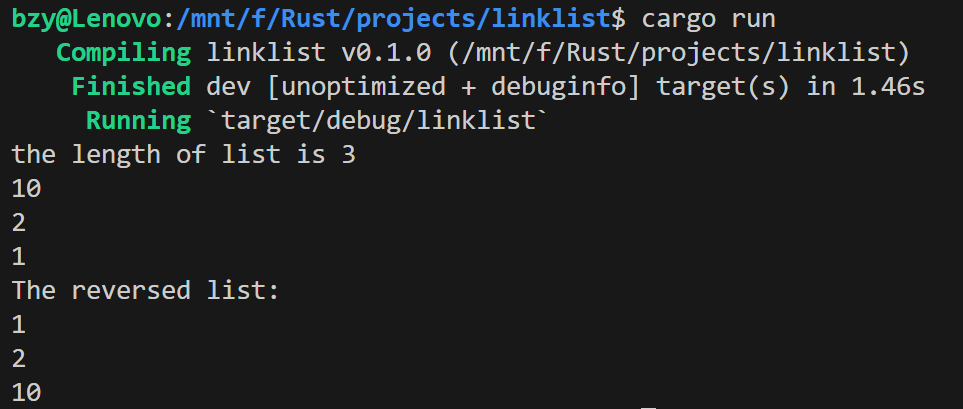 bzy@Lenovo:/mnt/f/Rust/projects/linklist$ cargo run
Compiling linklist v0.1.0 (/mnt/f/Rust/projects/linklist)
Finished dev [unoptimized + debuginfo] target(s) in 1.46s
Running `target/debug/linklist`
the length of list is 3
10
2
1
The reversed list:
1
2
10